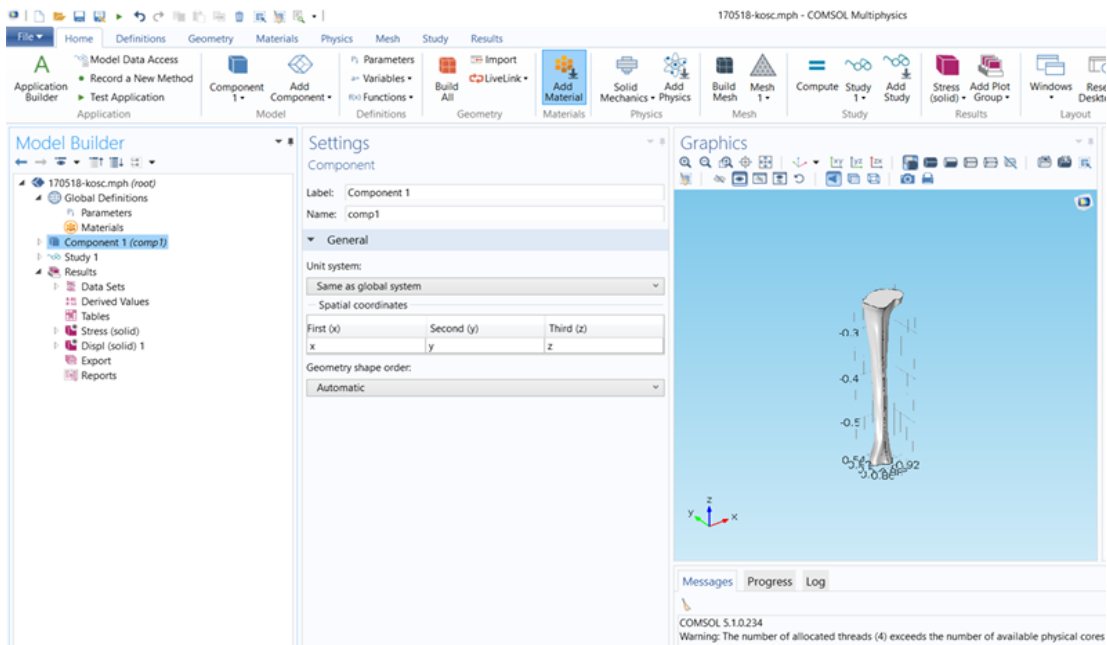 170518-kosc.mph - COMSOL Multiphysics
File Home Definitions Geometry Materials Physics Mesh Study Results
A
Application Builder
Model Data Access
Record a New Method
Test Application
Application
Component 1
Add Component
Model
Pi Parameters
a= Variables
f(x) Functions
Definitions
Build All
Import
LiveLink
Geometry
Add Material
Materials
Solid Mechanics
Add Physics
Physics
Build Mesh
Mesh 1
Mesh
Compute
Study 1
Add Study
Study
Stress (solid)
Add Plot Group
Results
Windows
Rese
Deskto
Layout
Model Builder
170518-kosc.mph (root)
Global Definitions
Pi Parameters
Materials
Component 1 (comp1)
Study 1
Results
Data Sets
Derived Values
Tables
Stress (solid)
Displ (solid) 1
Export
Reports
Settings
Component
Label: Component 1
Name: comp1
General
Unit system:
Same as global system
Spatial coordinates
First (x) Second (y) Third (z)
x y z
Geometry shape order:
Automatic
Graphics
xy yz zx
-0.3
-0.4
-0.5
0.92
z
y x
Messages Progress Log
COMSOL 5.1.0.234
Warning: The number of allocated threads (4) exceeds the number of available physical cores